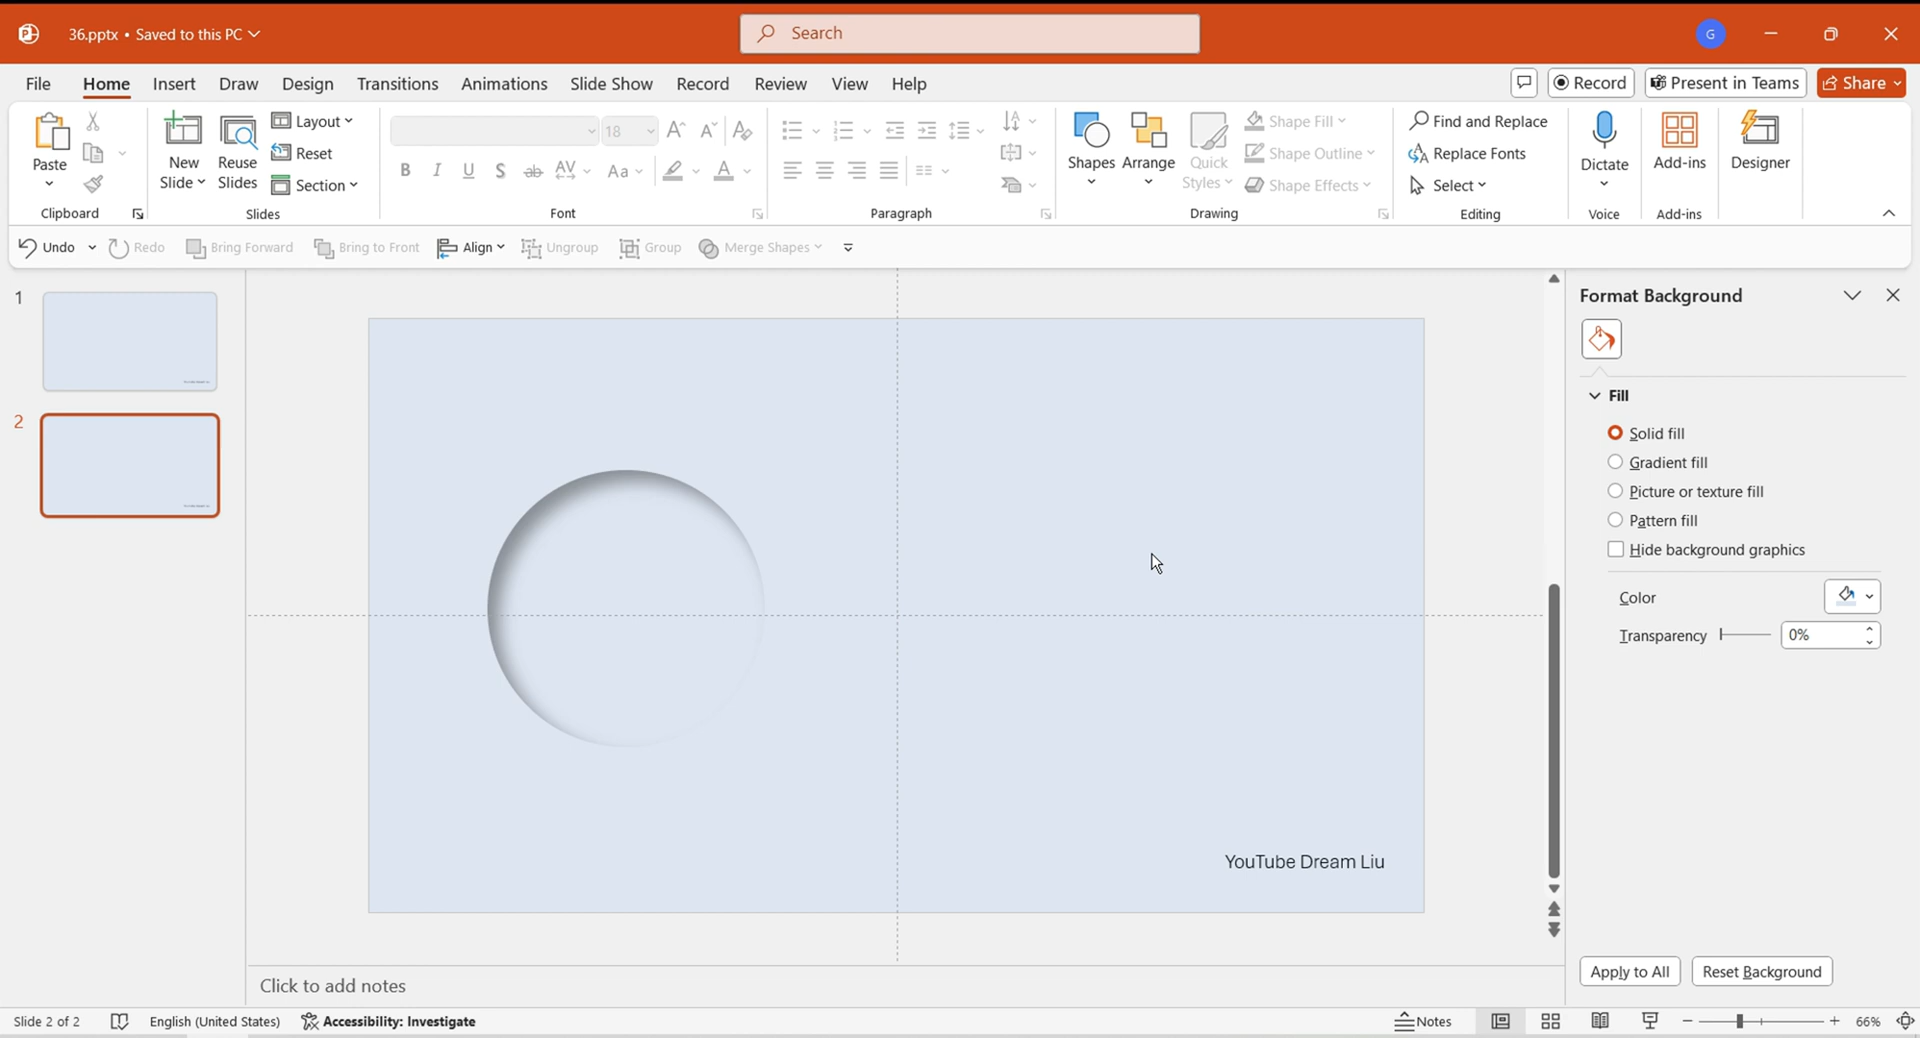 36.pptx • Saved to this PC
Search
G
File Home Insert Draw Design Transitions Animations Slide Show Record Review View Help
Record
Present in Teams
Share
Paste
Clipboard
New Slide
Reuse Slides
Layout
Reset
Section
Slides
18
B I U S ab AV Aa A
Font
Paragraph
Shapes
Arrange
Quick Styles
Shape Fill
Shape Outline
Shape Effects
Drawing
Find and Replace
Replace Fonts
Select
Editing
Dictate
Voice
Add-ins
Add-ins
Designer
Undo Redo Bring Forward Bring to Front Align Ungroup Group Merge Shapes
1
2
YouTube Dream Liu
Click to add notes
Format Background
Fill
Solid fill
Gradient fill
Picture or texture fill
Pattern fill
Hide background graphics
Color
Transparency 0%
Apply to All Reset Background
Slide 2 of 2 English (United States) Accessibility: Investigate Notes 66%